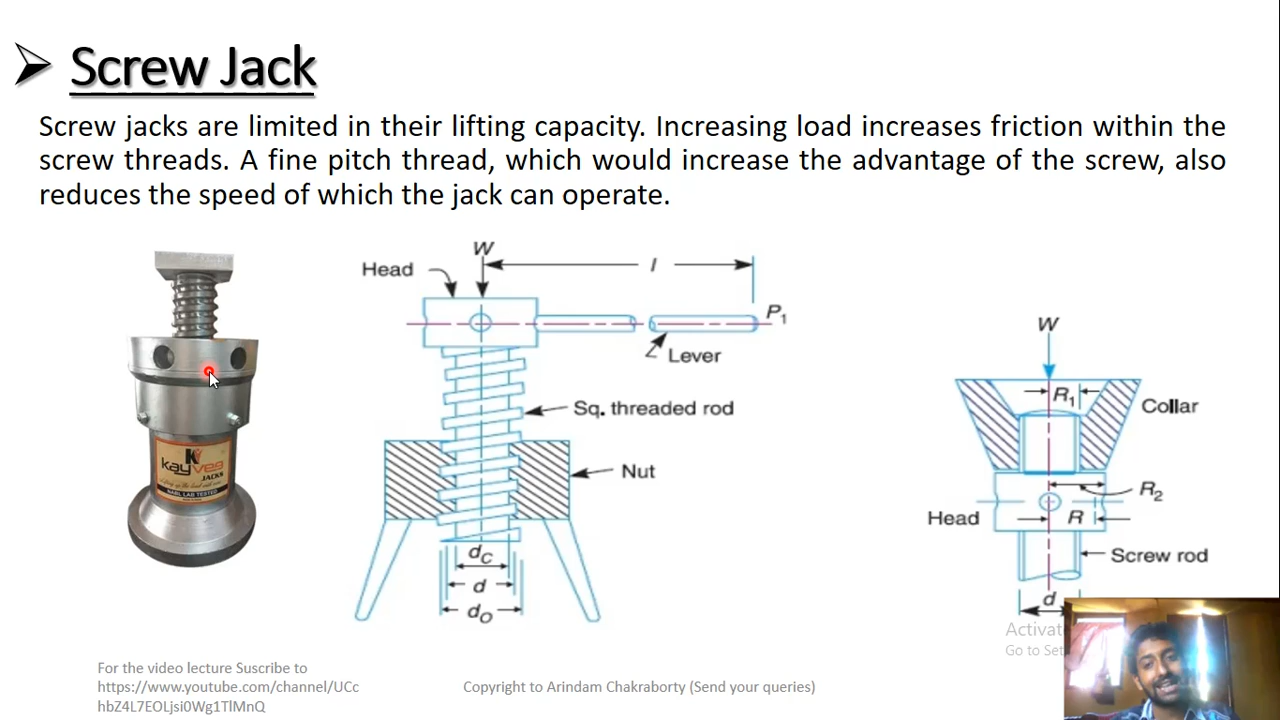 Screw Jack
Screw jacks are limited in their lifting capacity. Increasing load increases friction within the
screw threads. A fine pitch thread, which would increase the advantage of the screw, also
reduces the speed of which the jack can operate.
W
Head
l
P1
Lever
Sq. threaded rod
Nut
dC
d
dO
kayvee
JACKS
NABL LAB TESTED
W
R1
Collar
R2
Head
R
Screw rod
d
Activat
Go to Set
For the video lecture Suscribe to
https://www.youtube.com/channel/UCc
hbZ4L7EOLjsi0Wg1TlMnQ
Copyright to Arindam Chakraborty (Send your queries)